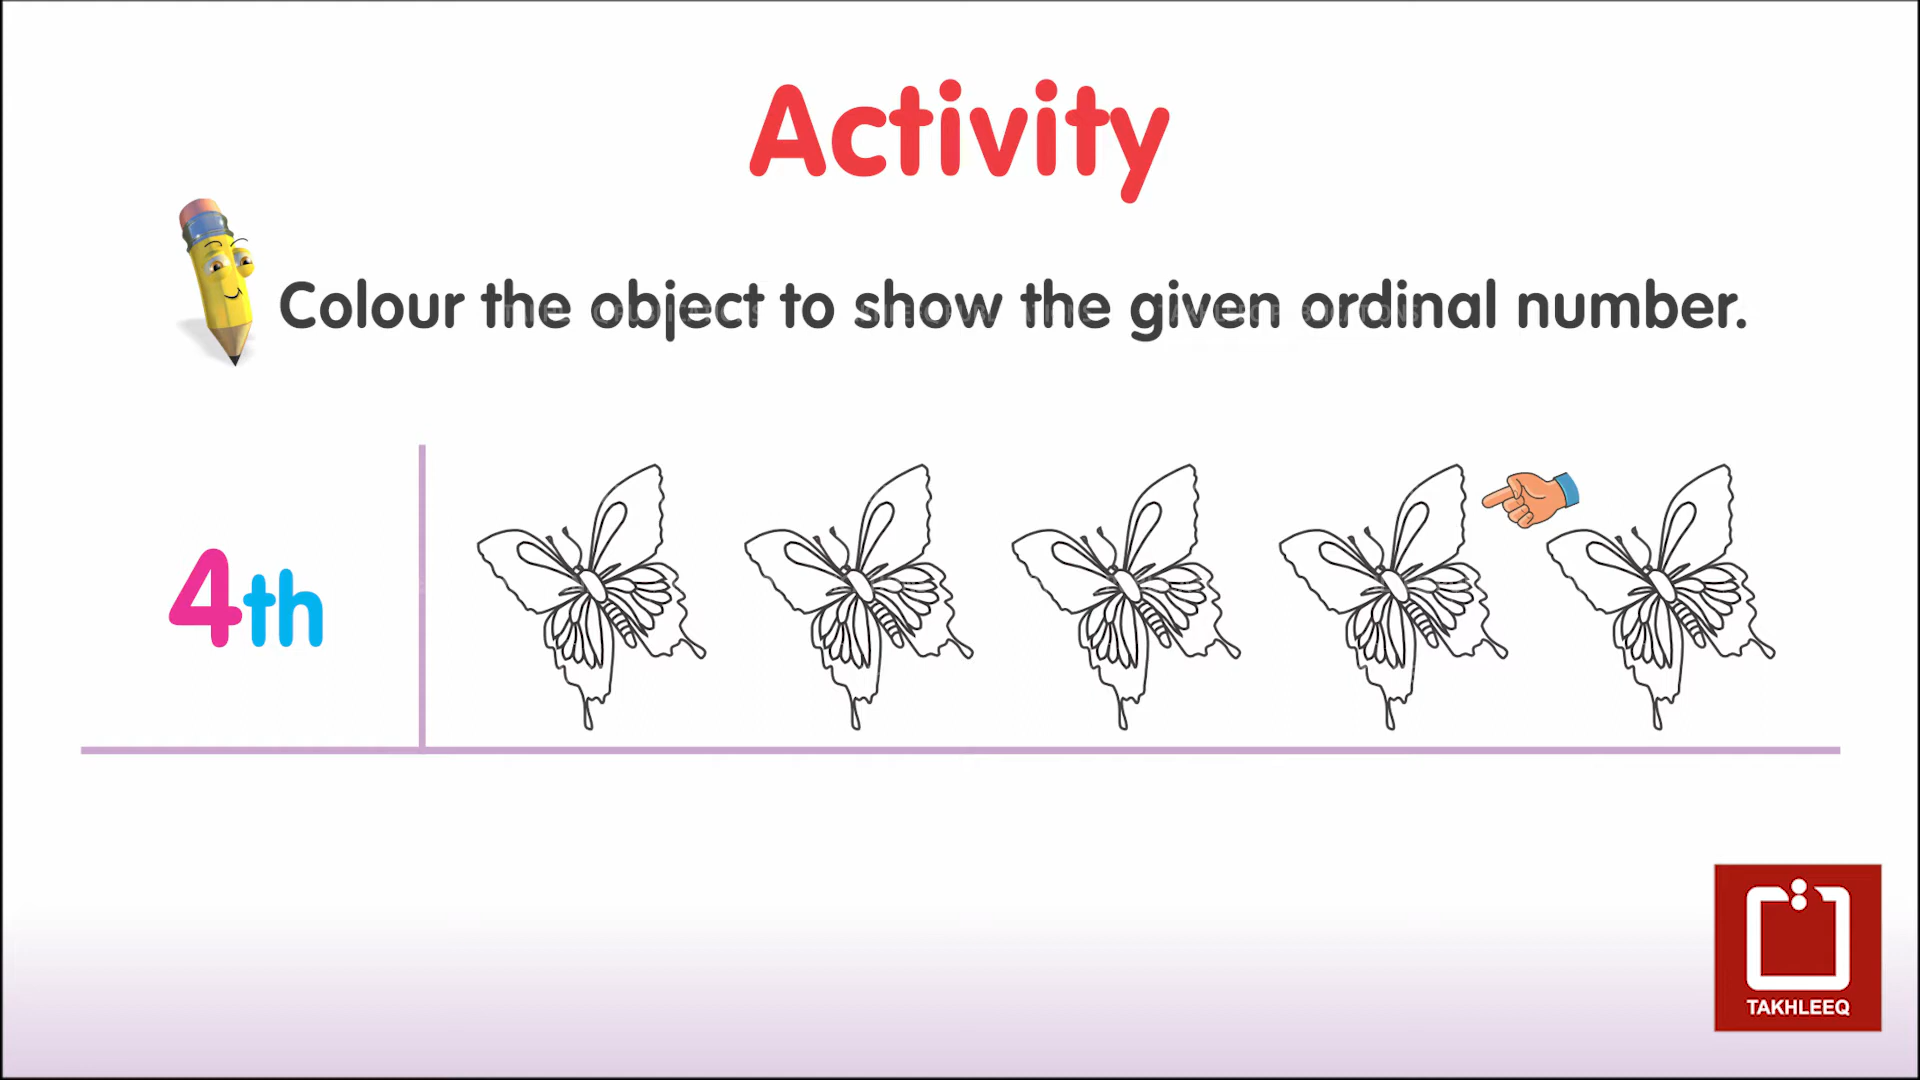 Activity
Colour the object to show the given ordinal number.
4th
TAKHLEEQ